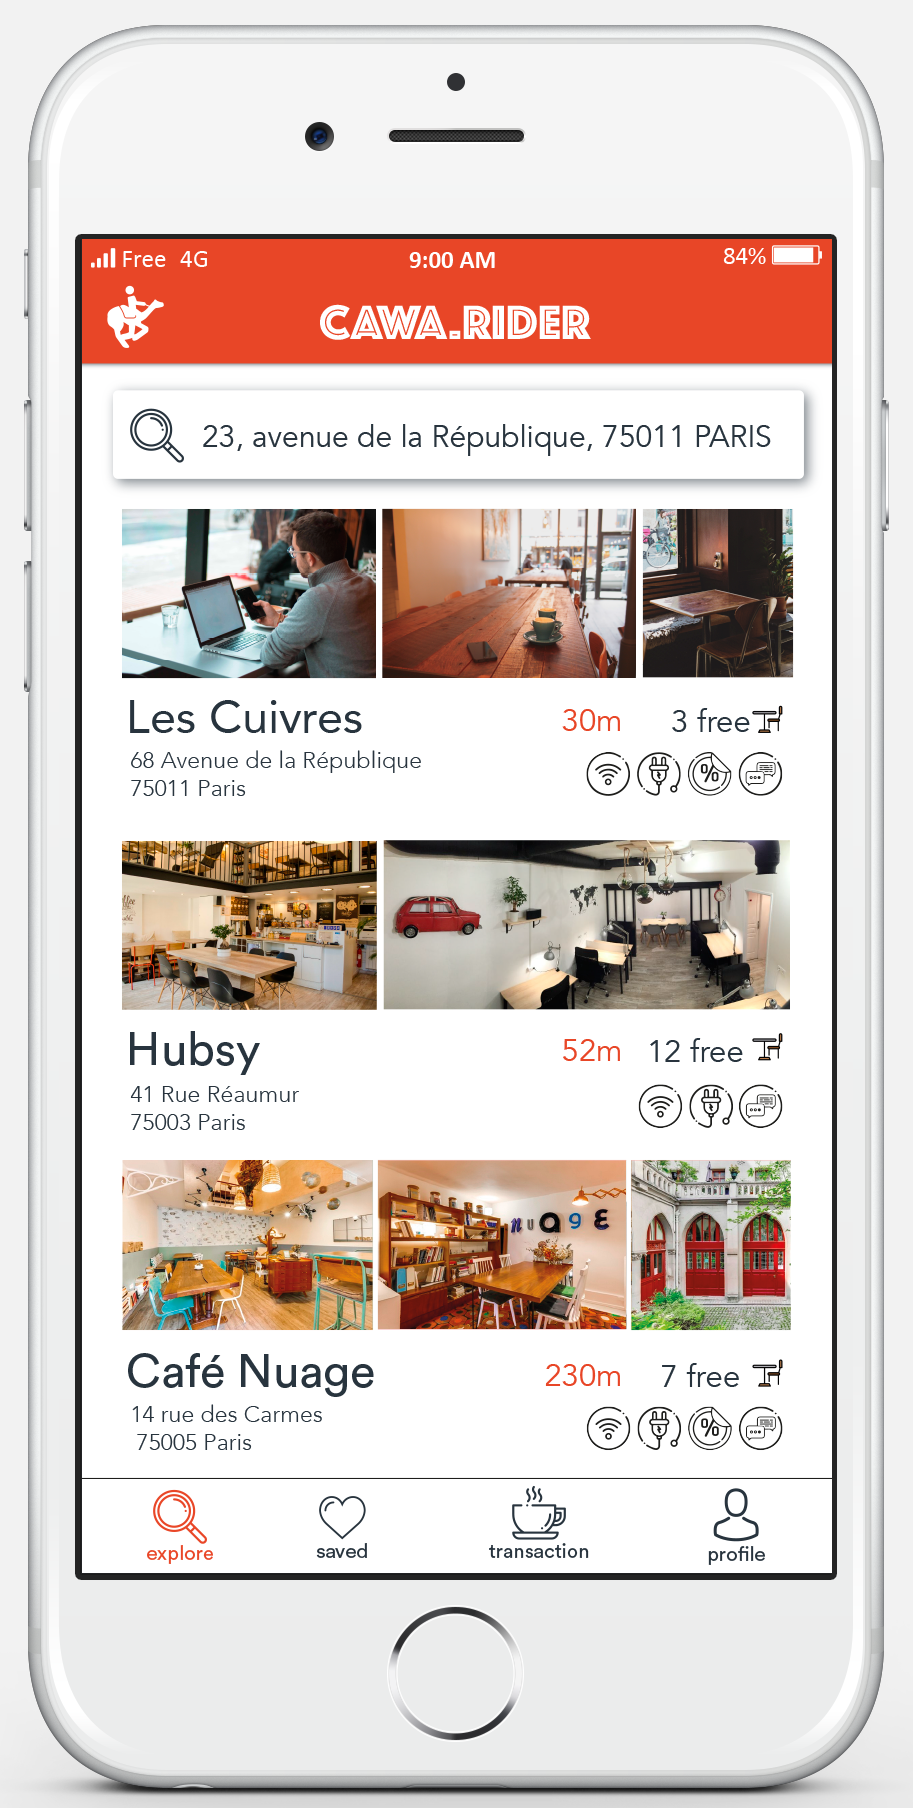 Free 4G 9:00 AM 84%
CAWA.RIDER
23, avenue de la République, 75011 PARIS
Les Cuivres 30m 3 free
68 Avenue de la République
75011 Paris
%
Hubsy 52m 12 free
41 Rue Réaumur
75003 Paris
nUAgE
Café Nuage 230m 7 free
14 rue des Carmes
75005 Paris
%
explore saved transaction profile